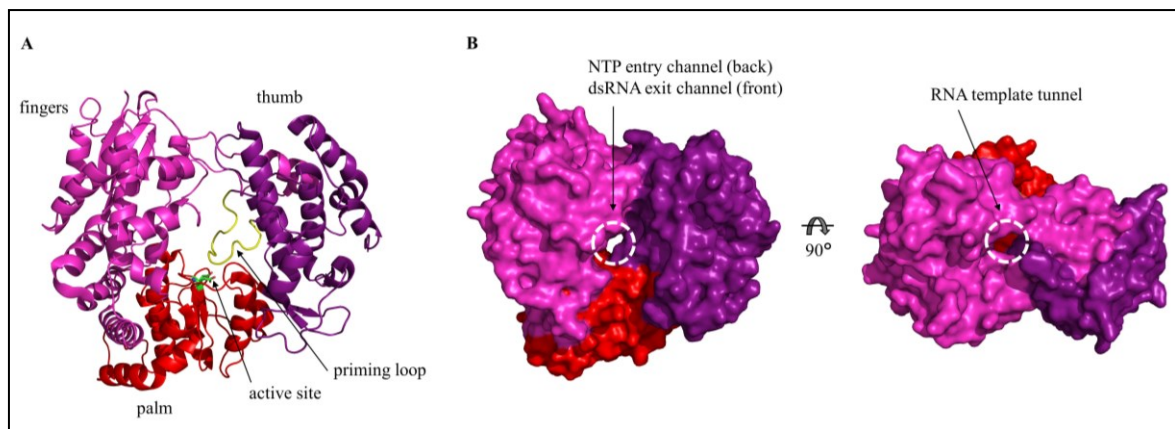 A
fingers
thumb
priming loop
active site
palm
B
NTP entry channel (back)
dsRNA exit channel (front)
RNA template tunnel
90°